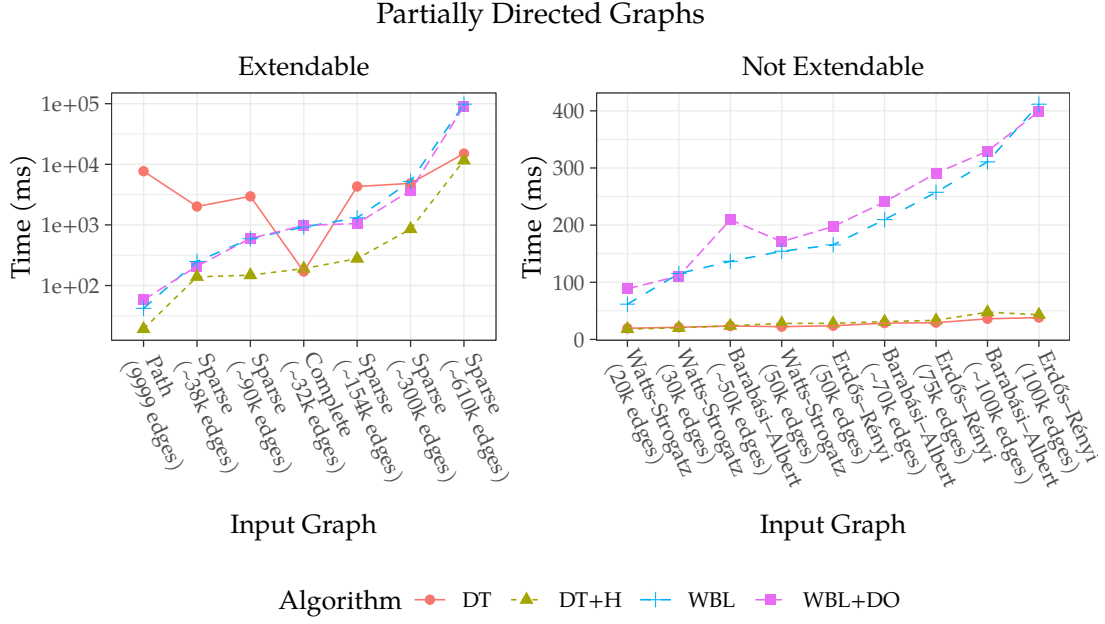 Partially Directed Graphs
Extendable
Not Extendable
Time (ms)
1e+05
1e+04
1e+03
1e+02
Path
(9999 edges)
Sparse
(~38k edges)
Sparse
(~90k edges)
Complete
(~32k edges)
Sparse
(~154k edges)
Sparse
(~300k edges)
Sparse
(~610k edges)
Input Graph
Time (ms)
400
300
200
100
0
Watts-Strogatz
(20k edges)
Watts-Strogatz
(30k edges)
Barabási–Albert
(~50k edges)
Watts-Strogatz
(50k edges)
Erdős–Rényi
(50k edges)
Barabási–Albert
(~70k edges)
Erdős–Rényi
(75k edges)
Barabási–Albert
(~100k edges)
Erdős–Rényi
(100k edges)
Input Graph
Algorithm DT DT+H WBL WBL+DO